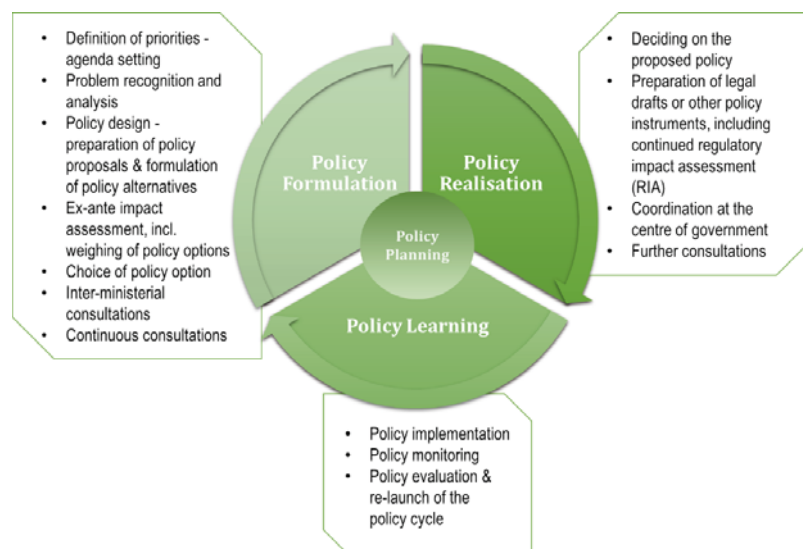 • Definition of priorities -
agenda setting
• Problem recognition and
analysis
• Policy design -
preparation of policy
proposals & formulation
of policy alternatives
• Ex-ante impact
assessment, incl.
weighing of policy options
• Choice of policy option
• Inter-ministerial
consultations
• Continuous consultations
Policy
Formulation
Policy
Realisation
Policy
Planning
Policy Learning
• Deciding on the
proposed policy
• Preparation of legal
drafts or other policy
instruments, including
continued regulatory
impact assessment
(RIA)
• Coordination at the
centre of government
• Further consultations
• Policy implementation
• Policy monitoring
• Policy evaluation &
re-launch of the
policy cycle